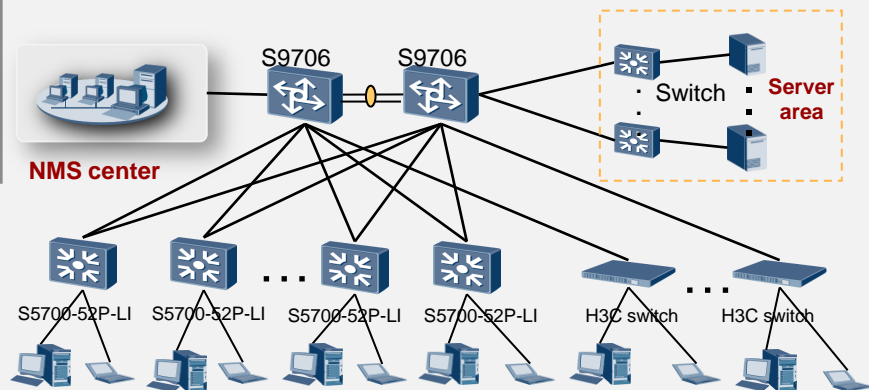 S9706
S9706
Switch
Server
area
NMS center
. . .
S5700-52P-LI
S5700-52P-LI
S5700-52P-LI
S5700-52P-LI
H3C switch
...
H3C switch